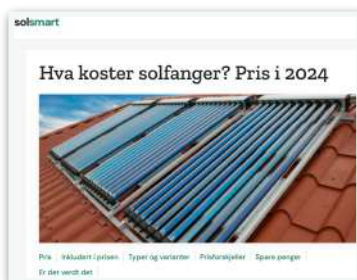 solsmart
Hva koster solfanger? Pris i 2024
Pris Inkludert i prisen Typer og varianter Prisforskjeller Spare penger
Er det verdt det